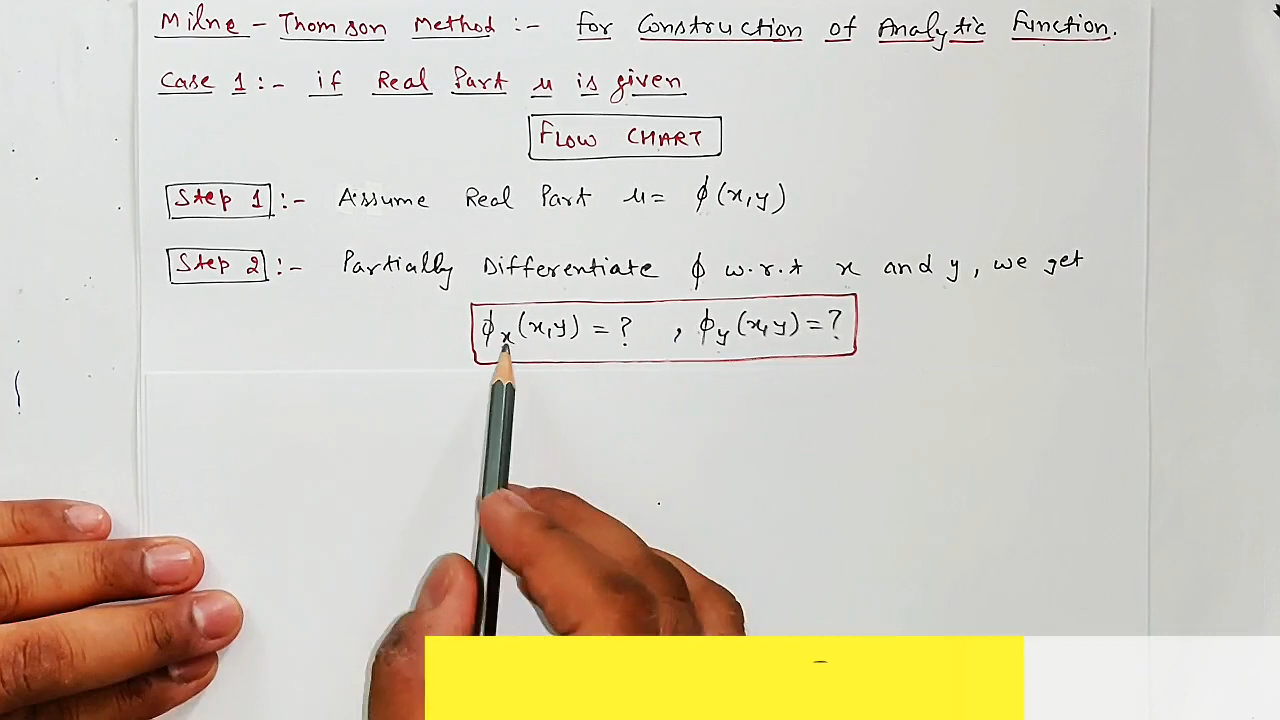 Milne - Thomson Method :- for Construction of Analytic Function.
Case 1 :- if Real Part u is given
FLOW CHART
Step 1 :- Assume Real Part u = ϕ(x,y)
Step 2 :- Partially Differentiate ϕ w.r.t x and y, we get
ϕx(x,y) = ? , ϕy(x,y) = ?